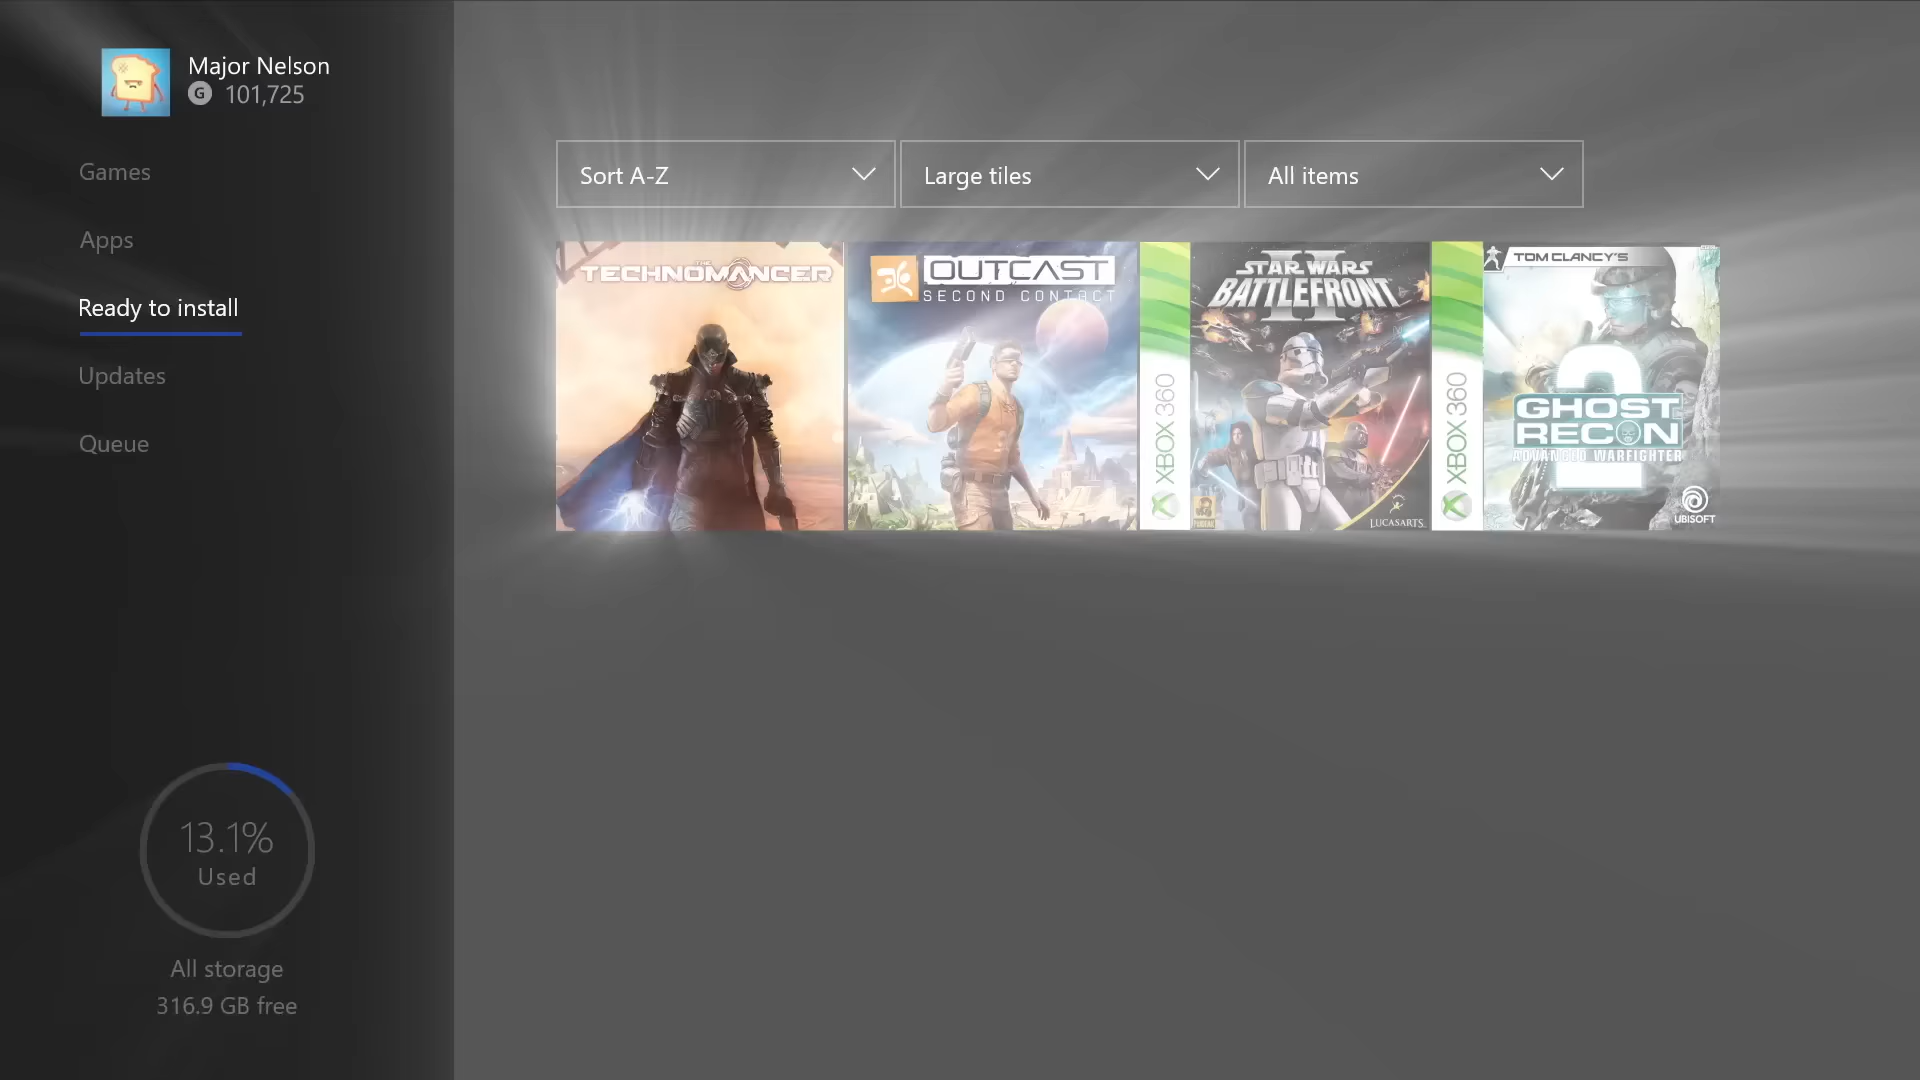 Major Nelson
G 101,725
Games
Apps
Ready to install
Updates
Queue
13.1%
Used
All storage
316.9 GB free
Sort A-Z
Large tiles
All items
THE
TECHNOMANCER
OUTCAST
SECOND CONTACT
XBOX 360
STAR WARS
BATTLEFRONT
II
LUCASARTS
XBOX 360
TOM CLANCY'S
2
GHOST
RECON
ADVANCED WARFIGHTER
UBISOFT